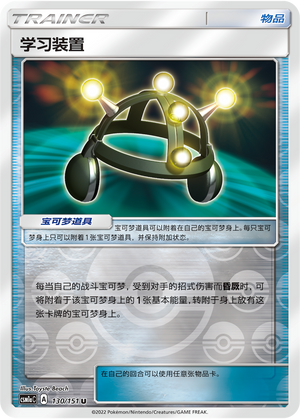 TRAINER
物品
学习装置
宝可梦道具
宝可梦道具可以附着在自己的宝可梦身上。每只宝可
梦身上只可以附着1张宝可梦道具，并保持附加状态。
每当自己的战斗宝可梦，受到对手的招式伤害而昏厥时，可
将附着于该宝可梦身上的1张基本能量，转附于身上放有这
张卡牌的宝可梦身上。
Illus. Toyste Beach
在自己的回合可以使用任意张物品卡。
csm1aC A 130/151 U
©2022 Pokémon/Nintendo/Creatures/GAME FREAK.